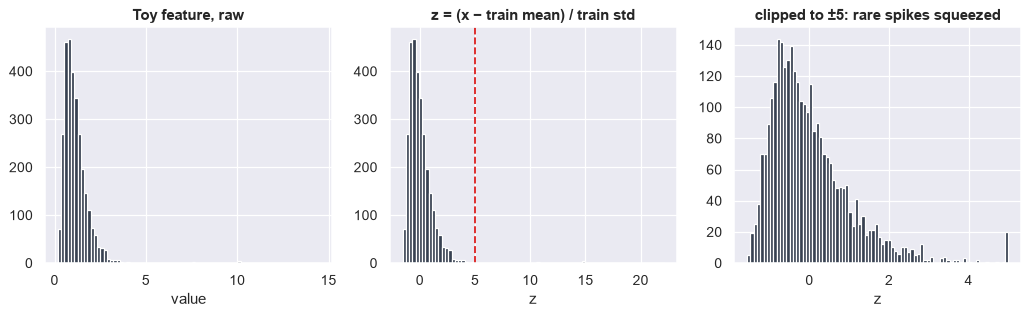 Toy feature, raw
400
300
200
100
0
0 5 10 15
value
z = (x − train mean) / train std
400
300
200
100
0
0 5 10 15 20
z
clipped to ±5: rare spikes squeezed
140
120
100
80
60
40
20
0
0 2 4
z